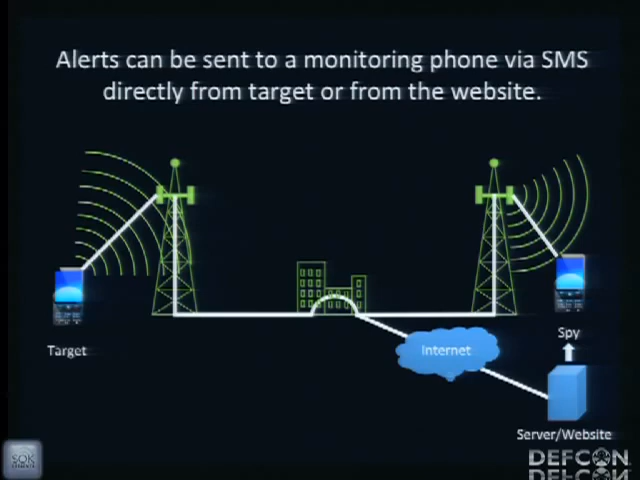 Alerts can be sent to a monitoring phone via SMS
directly from target or from the website.
Target
Internet
Spy
Server/Website
SOK
DEFCON